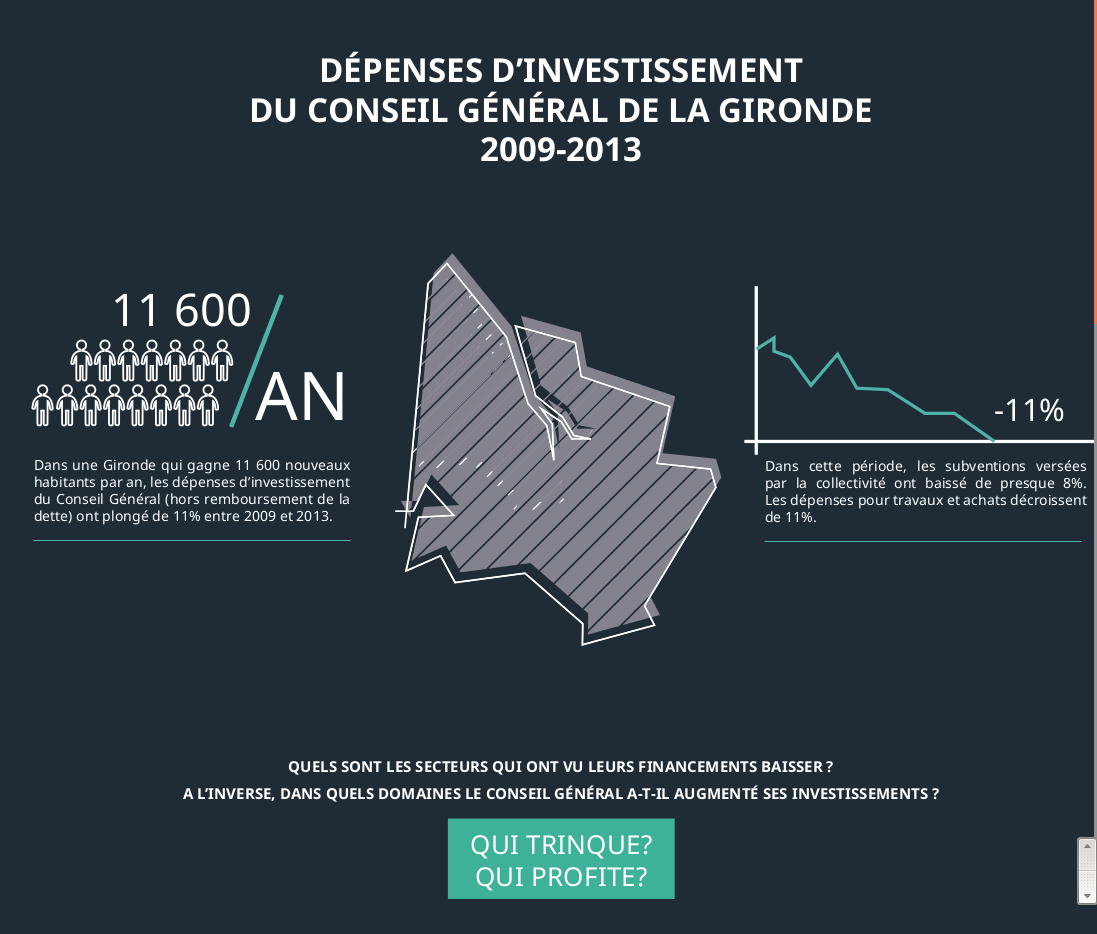 DÉPENSES D’INVESTISSEMENT
DU CONSEIL GÉNÉRAL DE LA GIRONDE
2009-2013
11 600
AN
Dans une Gironde qui gagne 11 600 nouveaux
habitants par an, les dépenses d’investissement
du Conseil Général (hors remboursement de la
dette) ont plongé de 11% entre 2009 et 2013.
-11%
Dans cette période, les subventions versées
par la collectivité ont baissé de presque 8%.
Les dépenses pour travaux et achats décroissent
de 11%.
QUELS SONT LES SECTEURS QUI ONT VU LEURS FINANCEMENTS BAISSER ?
A L’INVERSE, DANS QUELS DOMAINES LE CONSEIL GÉNÉRAL A-T-IL AUGMENTÉ SES INVESTISSEMENTS ?
QUI TRINQUE?
QUI PROFITE?